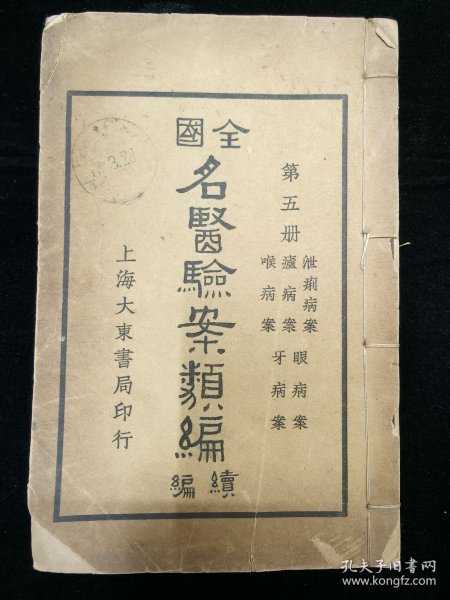 第五册
泄痢病案
瘧病案
喉病案
眼病案
牙病案
全國
名醫驗案類編
續編
上海大東書局印行
孔夫子旧书网
www.kongfz.com